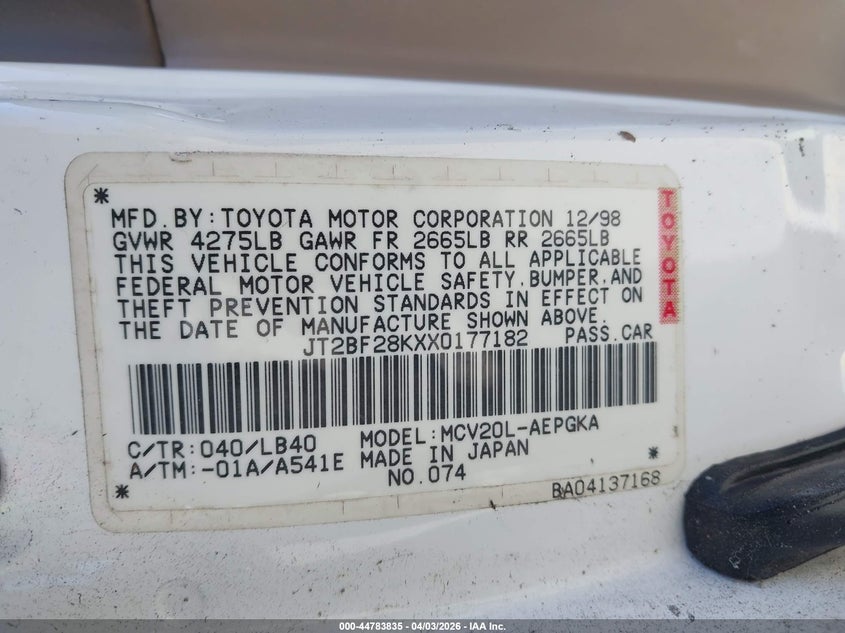 *
MFD. BY: TOYOTA MOTOR CORPORATION 12/98
GVWR 4275LB GAWR FR 2665LB RR 2665LB
THIS VEHICLE CONFORMS TO ALL APPLICABLE
FEDERAL MOTOR VEHICLE SAFETY, BUMPER, AND
THEFT PREVENTION STANDARDS IN EFFECT ON
THE DATE OF MANUFACTURE SHOWN ABOVE.
JT2BF28KXX0177182 PASS. CAR
TOYOTA
C/TR: 040/LB40 MODEL: MCV20L-AEPGKA
A/TM: -01A/A541E MADE IN JAPAN *
* NO. 074 BA04137168
000-44783835 - 04/03/2026 - IAA Inc.